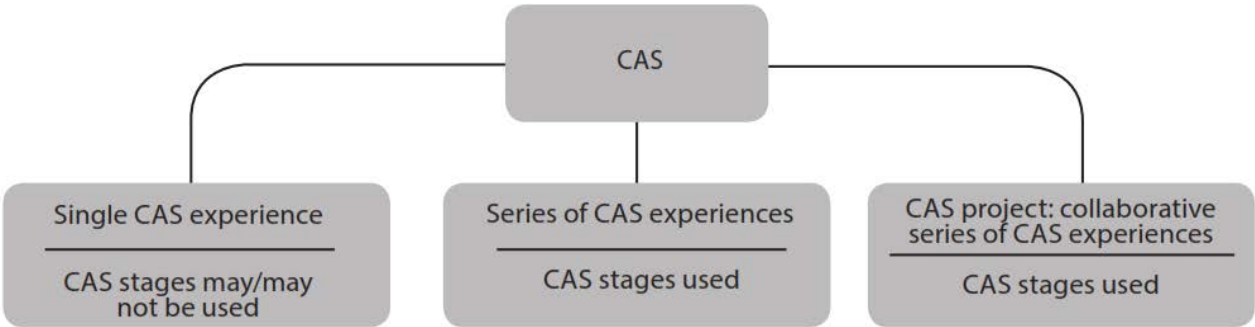 CAS
Single CAS experience
CAS stages may/may
not be used
Series of CAS experiences
CAS stages used
CAS project: collaborative
series of CAS experiences
CAS stages used